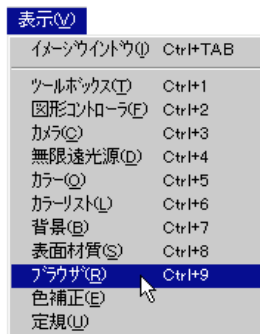 表示(V)
イメージウインドウ(I) Ctrl+TAB
ツールボックス(T) Ctrl+1
図形コントローラ(F) Ctrl+2
カメラ(C) Ctrl+3
無限遠光源(D) Ctrl+4
カラー(O) Ctrl+5
カラーリスト(L) Ctrl+6
背景(B) Ctrl+7
表面材質(S) Ctrl+8
ブラウザ(R) Ctrl+9
色補正(E)
定規(U)